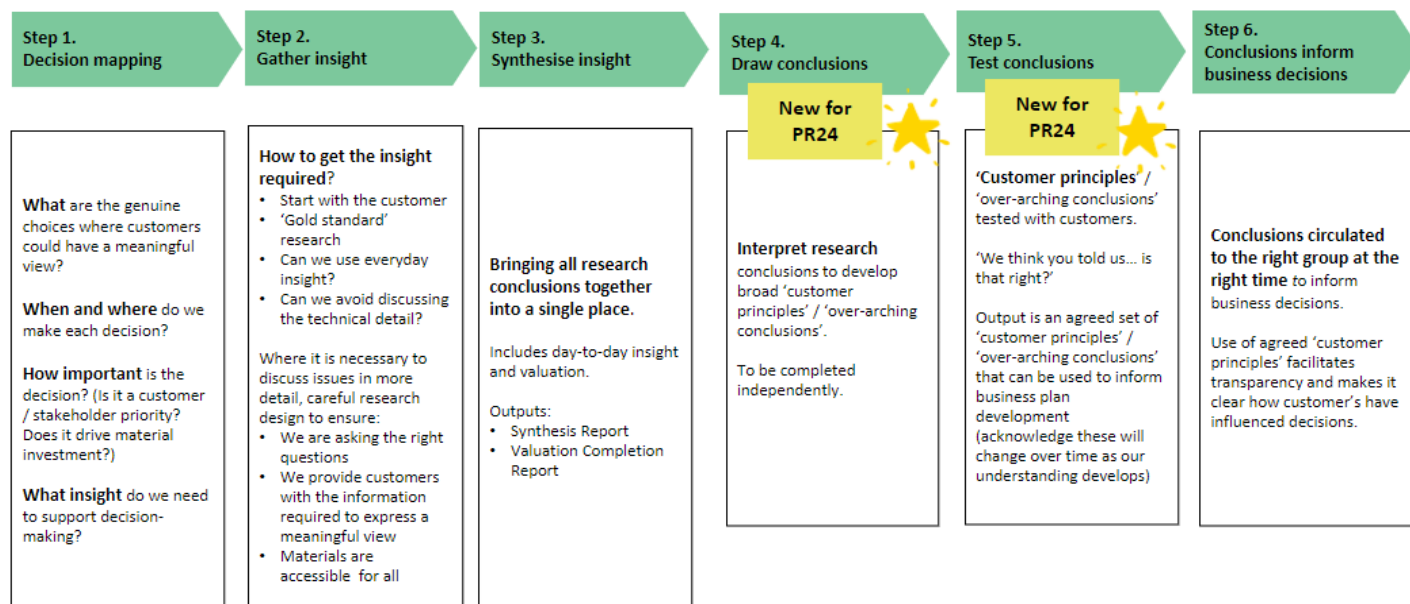 Step 1.
Decision mapping
Step 2.
Gather insight
Step 3.
Synthesise insight
Step 4.
Draw conclusions
Step 5.
Test conclusions
Step 6.
Conclusions inform
business decisions
What are the genuine
choices where customers
could have a meaningful
view?
When and where do we
make each decision?
How important is the
decision? (Is it a customer
/ stakeholder priority?
Does it drive material
investment?)
What insight do we need
to support decision-
making?
How to get the insight
required?
• Start with the customer
• ‘Gold standard’
research
• Can we use everyday
insight?
• Can we avoid discussing
the technical detail?
Where it is necessary to
discuss issues in more
detail, careful research
design to ensure:
• We are asking the right
questions
• We provide customers
with the information
required to express a
meaningful view
• Materials are
accessible for all
Bringing all research
conclusions together
into a single place.
Includes day-to-day insight
and valuation.
Outputs:
• Synthesis Report
• Valuation Completion
Report
New for
PR24
Interpret research
conclusions to develop
broad ‘customer
principles’ / ‘over-arching
conclusions’.
To be completed
independently.
New for
PR24
‘Customer principles’ /
‘over-arching conclusions’
tested with customers.
‘We think you told us... is
that right?’
Output is an agreed set of
‘customer principles’ /
‘over-arching conclusions’
that can be used to inform
business plan
development
(acknowledge these will
change over time as our
understanding develops)
Conclusions circulated
to the right group at the
right time to inform
business decisions.
Use of agreed ‘customer
principles’ facilitates
transparency and makes it
clear how customer’s have
influenced decisions.